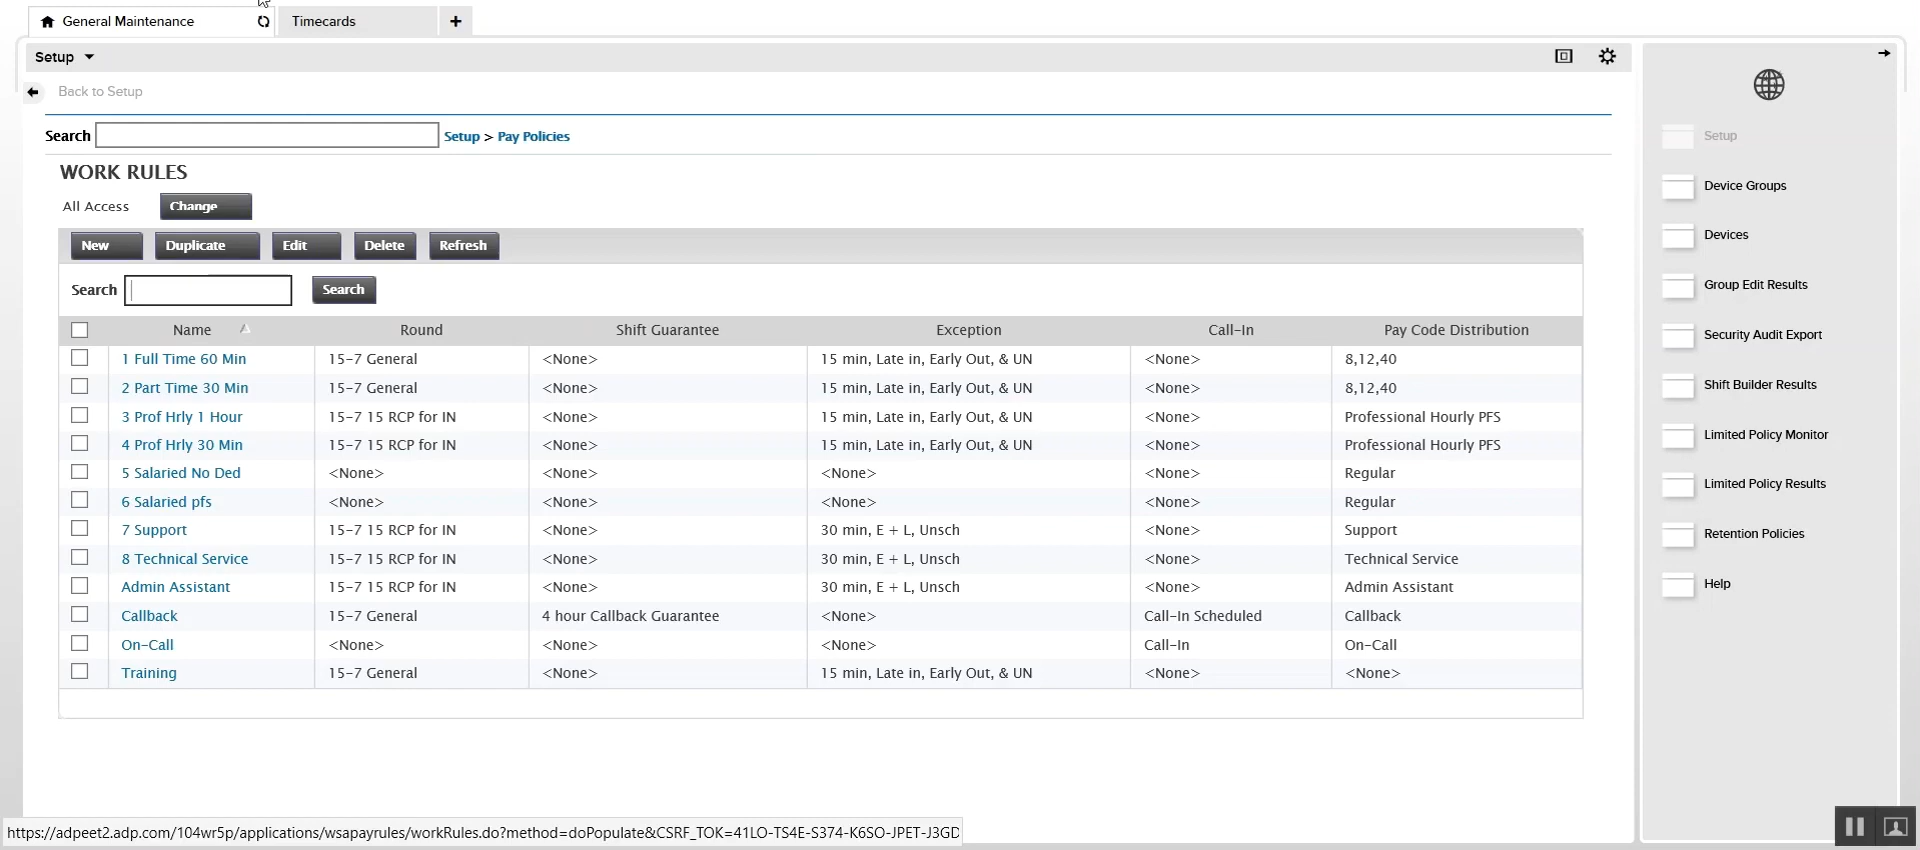 General Maintenance
Timecards
+
Setup
Back to Setup
Search
Setup > Pay Policies
WORK RULES
All Access
Change
New Duplicate Edit Delete Refresh
Search
Search
Name Round Shift Guarantee Exception Call-In Pay Code Distribution
1 Full Time 60 Min 15-7 General <None> 15 min, Late in, Early Out, & UN <None> 8,12,40
2 Part Time 30 Min 15-7 General <None> 15 min, Late in, Early Out, & UN <None> 8,12,40
3 Prof Hrly 1 Hour 15-7 15 RCP for IN <None> 15 min, Late in, Early Out, & UN <None> Professional Hourly PFS
4 Prof Hrly 30 Min 15-7 15 RCP for IN <None> 15 min, Late in, Early Out, & UN <None> Professional Hourly PFS
5 Salaried No Ded <None> <None> <None> <None> Regular
6 Salaried pfs <None> <None> <None> <None> Regular
7 Support 15-7 15 RCP for IN <None> 30 min, E + L, Unsch <None> Support
8 Technical Service 15-7 15 RCP for IN <None> 30 min, E + L, Unsch <None> Technical Service
Admin Assistant 15-7 15 RCP for IN <None> 30 min, E + L, Unsch <None> Admin Assistant
Callback 15-7 General 4 hour Callback Guarantee <None> Call-In Scheduled Callback
On-Call <None> <None> <None> Call-In On-Call
Training 15-7 General <None> 15 min, Late in, Early Out, & UN <None> <None>
Setup
Device Groups
Devices
Group Edit Results
Security Audit Export
Shift Builder Results
Limited Policy Monitor
Limited Policy Results
Retention Policies
Help
https://adpeet2.adp.com/104wr5p/applications/wsapayrules/workRules.do?method=doPopulate&CSRF_TOK=41LO-TS4E-S374-K6SO-JPET-J3GD